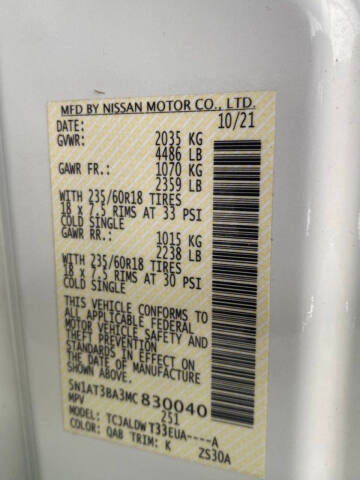 MFD BY NISSAN MOTOR CO., LTD.
DATE: 10/21
GVWR: 2035 KG
4486 LB
GAWR FR.: 1070 KG
2359 LB
WITH 235/60R18 TIRES
18 x 7.5 RIMS AT 33 PSI
COLD SINGLE
GAWR RR.: 1015 KG
2238 LB
WITH 235/60R18 TIRES
18 x 7.5 RIMS AT 30 PSI
COLD SINGLE
THIS VEHICLE CONFORMS TO
ALL APPLICABLE FEDERAL
MOTOR VEHICLE SAFETY AND
THEFT PREVENTION
STANDARDS IN EFFECT ON
THE DATE OF MANUFACTURE
SHOWN ABOVE.
5N1AT3BA3MC 830040
MPV 251
MODEL: TCJALDW T33EUA----A
COLOR: QAB TRIM: K ZS30A